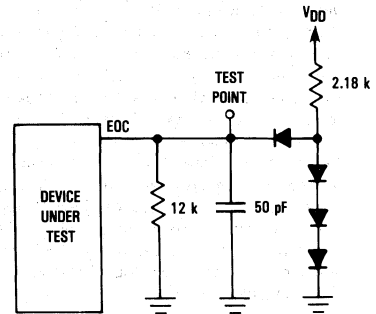 VDD
2.18 k
TEST
POINT
EOC
DEVICE
UNDER
TEST
12 k
50 pF